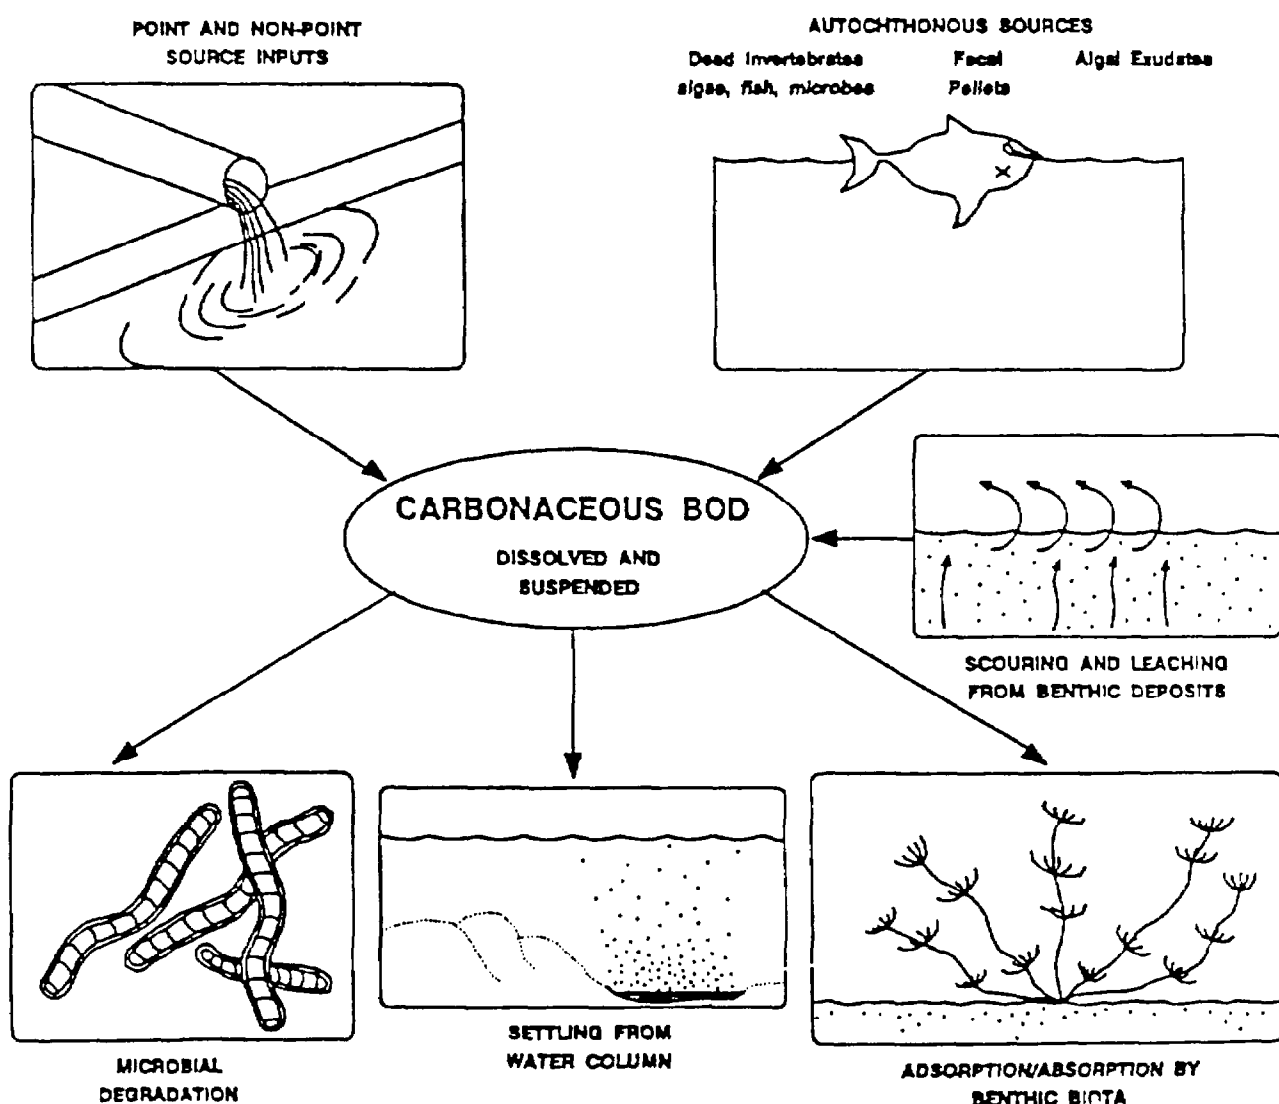 POINT AND NON-POINT
SOURCE INPUTS
AUTOCHTHONOUS SOURCES
Dead Invertebrates
algae, fish, microbes
Fecal
Pellets
Algal Exudates
CARBONACEOUS BOD
DISSOLVED AND
SUSPENDED
SCOURING AND LEACHING
FROM BENTHIC DEPOSITS
MICROBIAL
DEGRADATION
SETTLING FROM
WATER COLUMN
ADSORPTION/ABSORPTION BY
BENTHIC BIOTA